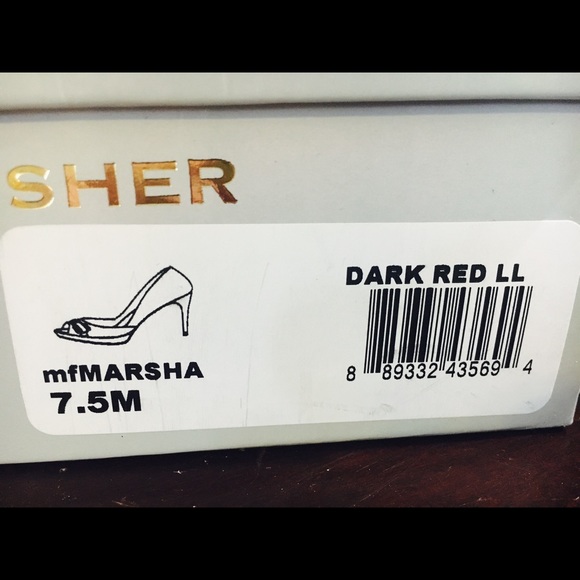 SHER
DARK RED LL
8 89332 43569 4
mfMARSHA
7.5M